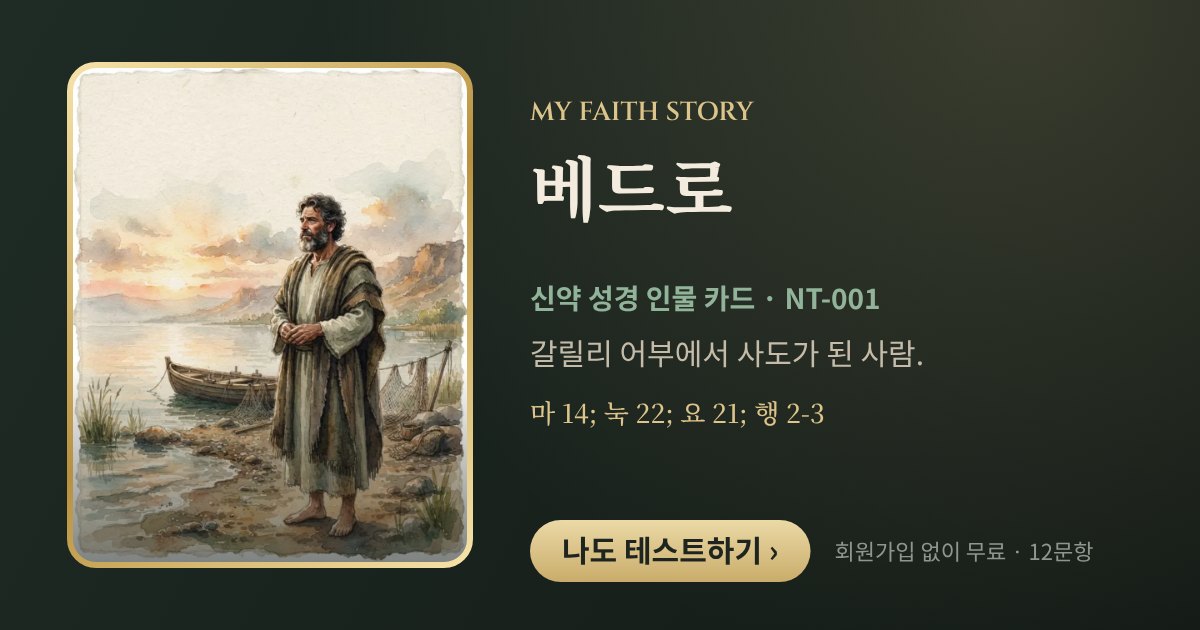 MY FAITH STORY
베드로
신약 성경 인물 카드 · NT-001
갈릴리 어부에서 사도가 된 사람.
마 14; 눅 22; 요 21; 행 2-3
나도 테스트하기 ›
회원가입 없이 무료 · 12문항